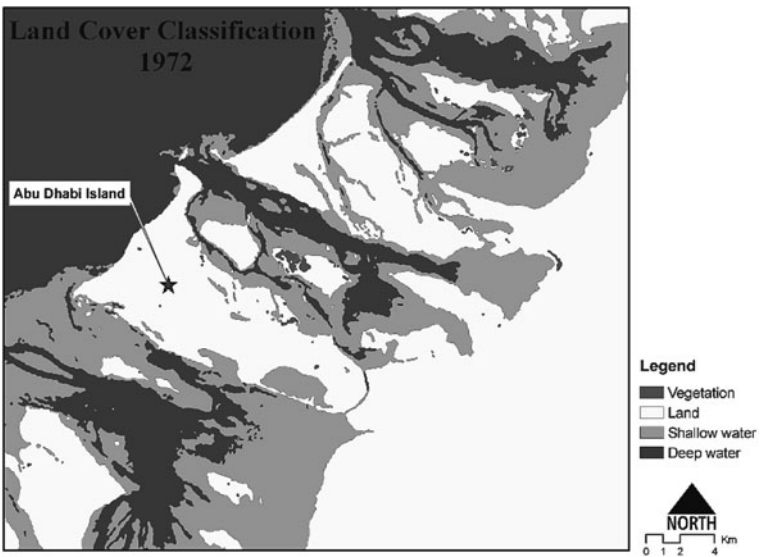 Land Cover Classification
1972
Abu Dhabi Island
Legend
Vegetation
Land
Shallow water
Deep water
NORTH
Km
0 1 2 4